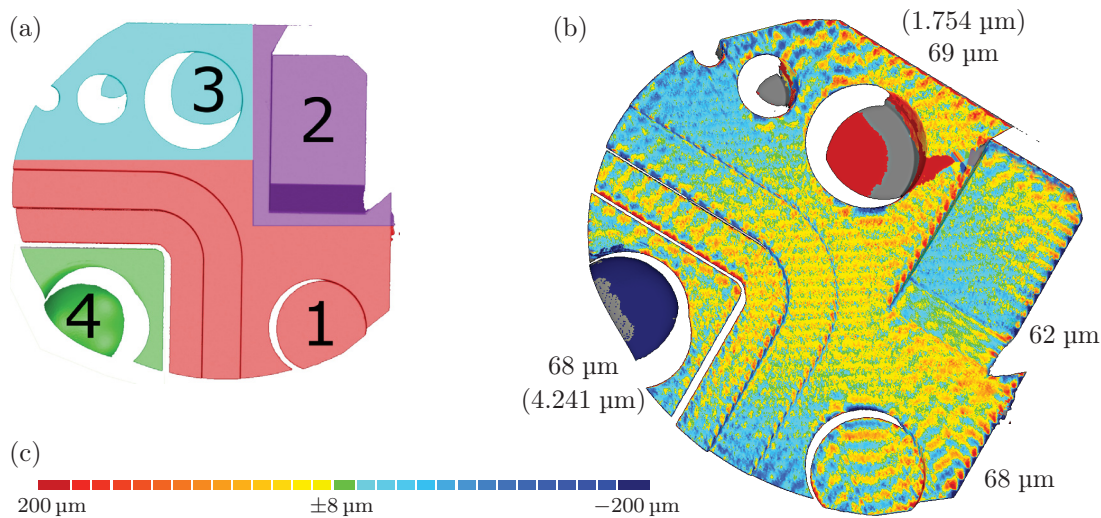 (a)
3
2
4
1
(b)
(1.754 µm)
69 µm
62 µm
68 µm
(4.241 µm)
68 µm
(c)
200 µm
±8 µm
−200 µm